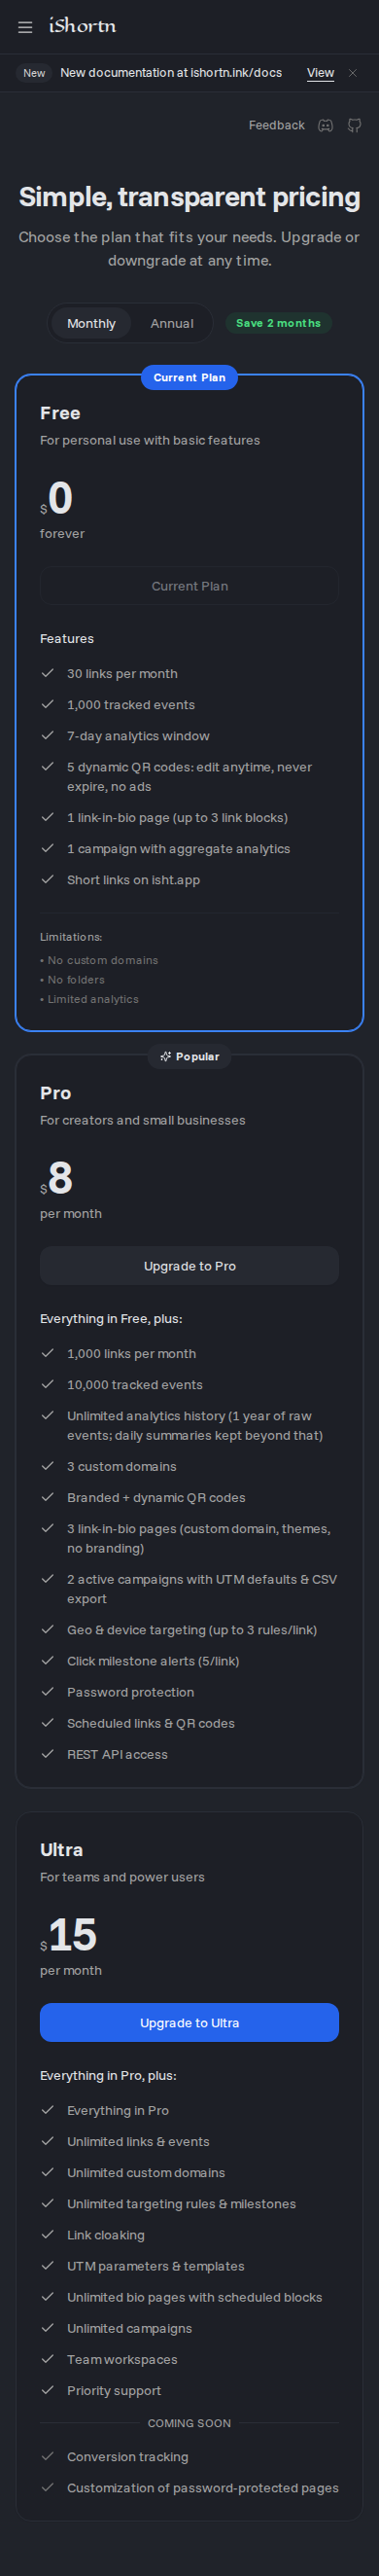 iShortn
New New documentation at ishortn.ink/docs View
Feedback
Simple, transparent pricing
Choose the plan that fits your needs. Upgrade or
downgrade at any time.
Monthly Annual Save 2 months
Current Plan
Free
For personal use with basic features
$0
forever
Current Plan
Features
30 links per month
1,000 tracked events
7-day analytics window
5 dynamic QR codes: edit anytime, never
expire, no ads
1 link-in-bio page (up to 3 link blocks)
1 campaign with aggregate analytics
Short links on isht.app
Limitations:
• No custom domains
• No folders
• Limited analytics
Popular
Pro
For creators and small businesses
$8
per month
Upgrade to Pro
Everything in Free, plus:
1,000 links per month
10,000 tracked events
Unlimited analytics history (1 year of raw
events; daily summaries kept beyond that)
3 custom domains
Branded + dynamic QR codes
3 link-in-bio pages (custom domain, themes,
no branding)
2 active campaigns with UTM defaults & CSV
export
Geo & device targeting (up to 3 rules/link)
Click milestone alerts (5/link)
Password protection
Scheduled links & QR codes
REST API access
Ultra
For teams and power users
$15
per month
Upgrade to Ultra
Everything in Pro, plus:
Everything in Pro
Unlimited links & events
Unlimited custom domains
Unlimited targeting rules & milestones
Link cloaking
UTM parameters & templates
Unlimited bio pages with scheduled blocks
Unlimited campaigns
Team workspaces
Priority support
COMING SOON
Conversion tracking
Customization of password-protected pages